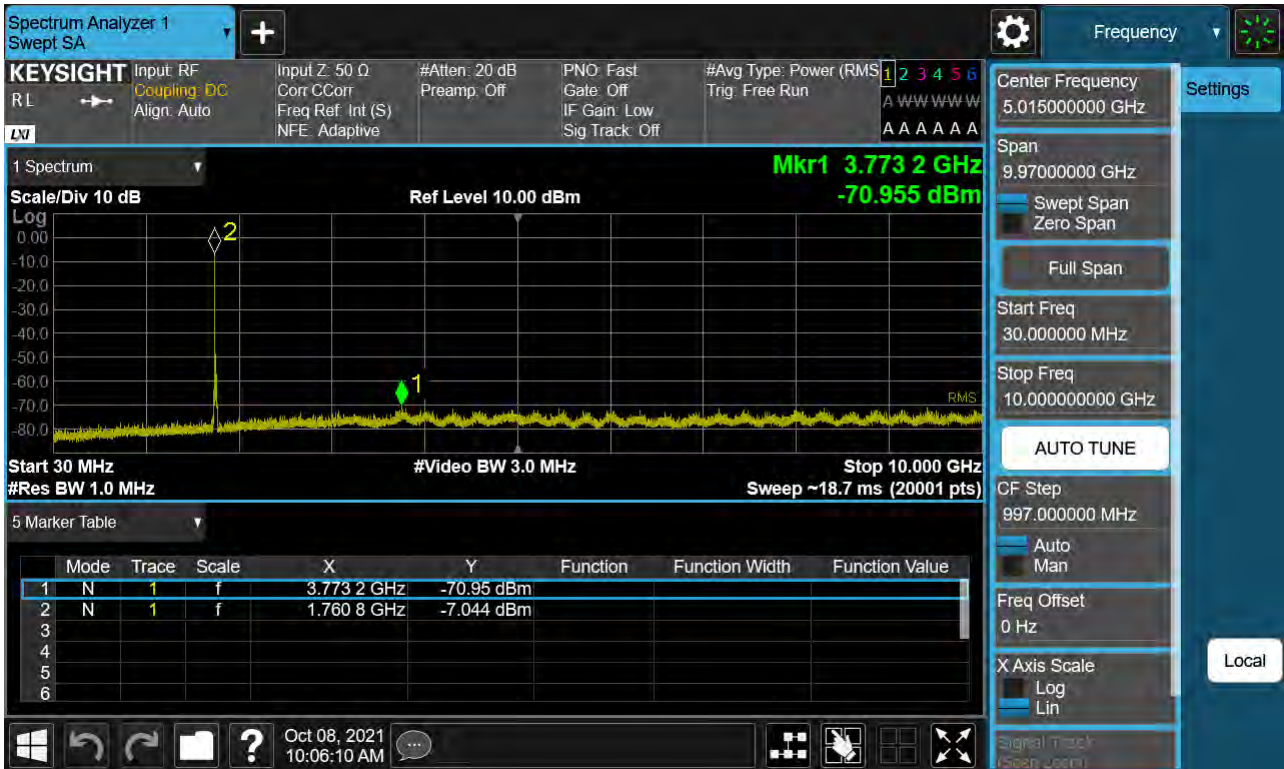 Spectrum Analyzer 1
Swept SA
+
Frequency
KEYSIGHT
RL
LXI
Input: RF
Coupling: DC
Align: Auto
Input Z: 50 Ω
Corr CCorr
Freq Ref: Int (S)
NFE: Adaptive
#Atten: 20 dB
Preamp: Off
PNO: Fast
Gate: Off
IF Gain: Low
Sig Track: Off
#Avg Type: Power (RMS
Trig: Free Run
1 2 3 4 5 6
A W W W W W
A A A A A A
1 Spectrum
Scale/Div 10 dB
Ref Level 10.00 dBm
Mkr1 3.773 2 GHz
-70.955 dBm
Log
0.00
-10.0
-20.0
-30.0
-40.0
-50.0
-60.0
-70.0
-80.0
2
1
RMS
Start 30 MHz
#Video BW 3.0 MHz
Stop 10.000 GHz
#Res BW 1.0 MHz
Sweep ~18.7 ms (20001 pts)
5 Marker Table
Mode Trace Scale X Y Function Function Width Function Value
1 N 1 f 3.773 2 GHz -70.95 dBm
2 N 1 f 1.760 8 GHz -7.044 dBm
3
4
5
6
Oct 08, 2021
10:06:10 AM
?
Center Frequency
5.015000000 GHz
Settings
Span
9.97000000 GHz
Swept Span
Zero Span
Full Span
Start Freq
30.000000 MHz
Stop Freq
10.000000000 GHz
AUTO TUNE
CF Step
997.000000 MHz
Auto
Man
Freq Offset
0 Hz
X Axis Scale
Log
Lin
Local
Signal Track
(Span Zoom)